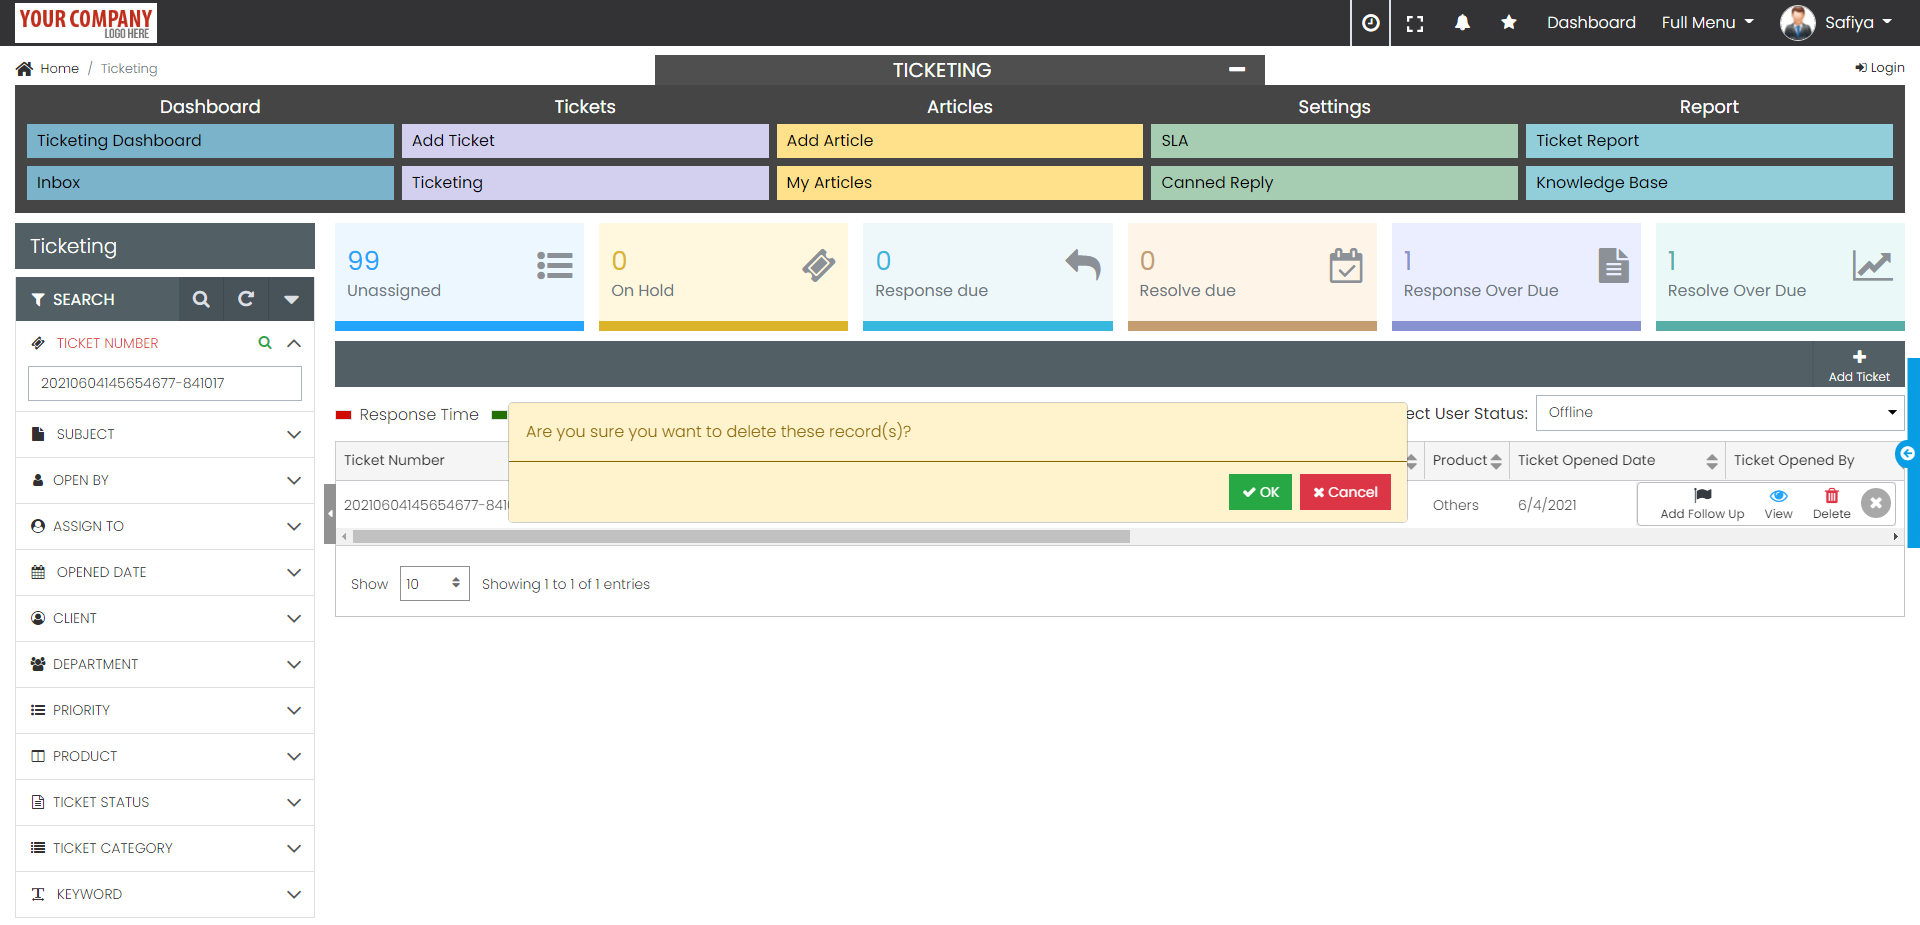 YOUR COMPANY
LOGO HERE
Dashboard
Full Menu
Safiya
Home / Ticketing
TICKETING
Login
Dashboard
Tickets
Articles
Settings
Report
Ticketing Dashboard
Add Ticket
Add Article
SLA
Ticket Report
Inbox
Ticketing
My Articles
Canned Reply
Knowledge Base
Ticketing
99
Unassigned
0
On Hold
0
Response due
0
Resolve due
1
Response Over Due
1
Resolve Over Due
SEARCH
TICKET NUMBER
20210604145654677-841017
SUBJECT
OPEN BY
ASSIGN TO
OPENED DATE
CLIENT
DEPARTMENT
PRIORITY
PRODUCT
TICKET STATUS
TICKET CATEGORY
KEYWORD
Add Ticket
Response Time
ect User Status:
Offline
Are you sure you want to delete these record(s)?
OK
Cancel
Ticket Number
Product
Ticket Opened Date
Ticket Opened By
20210604145654677-841
Others
6/4/2021
Add Follow Up
View
Delete
Show 10 Showing 1 to 1 of 1 entries